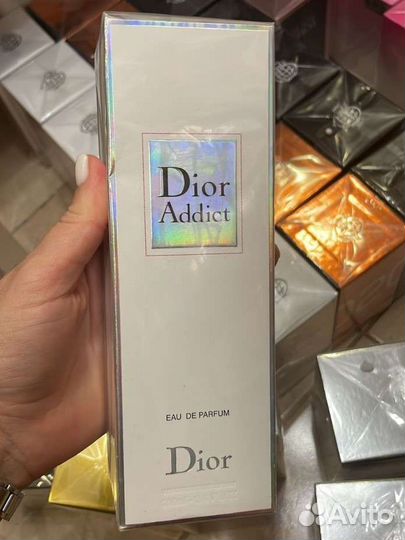 Dior
Addict
EAU DE PARFUM
Dior
Avito